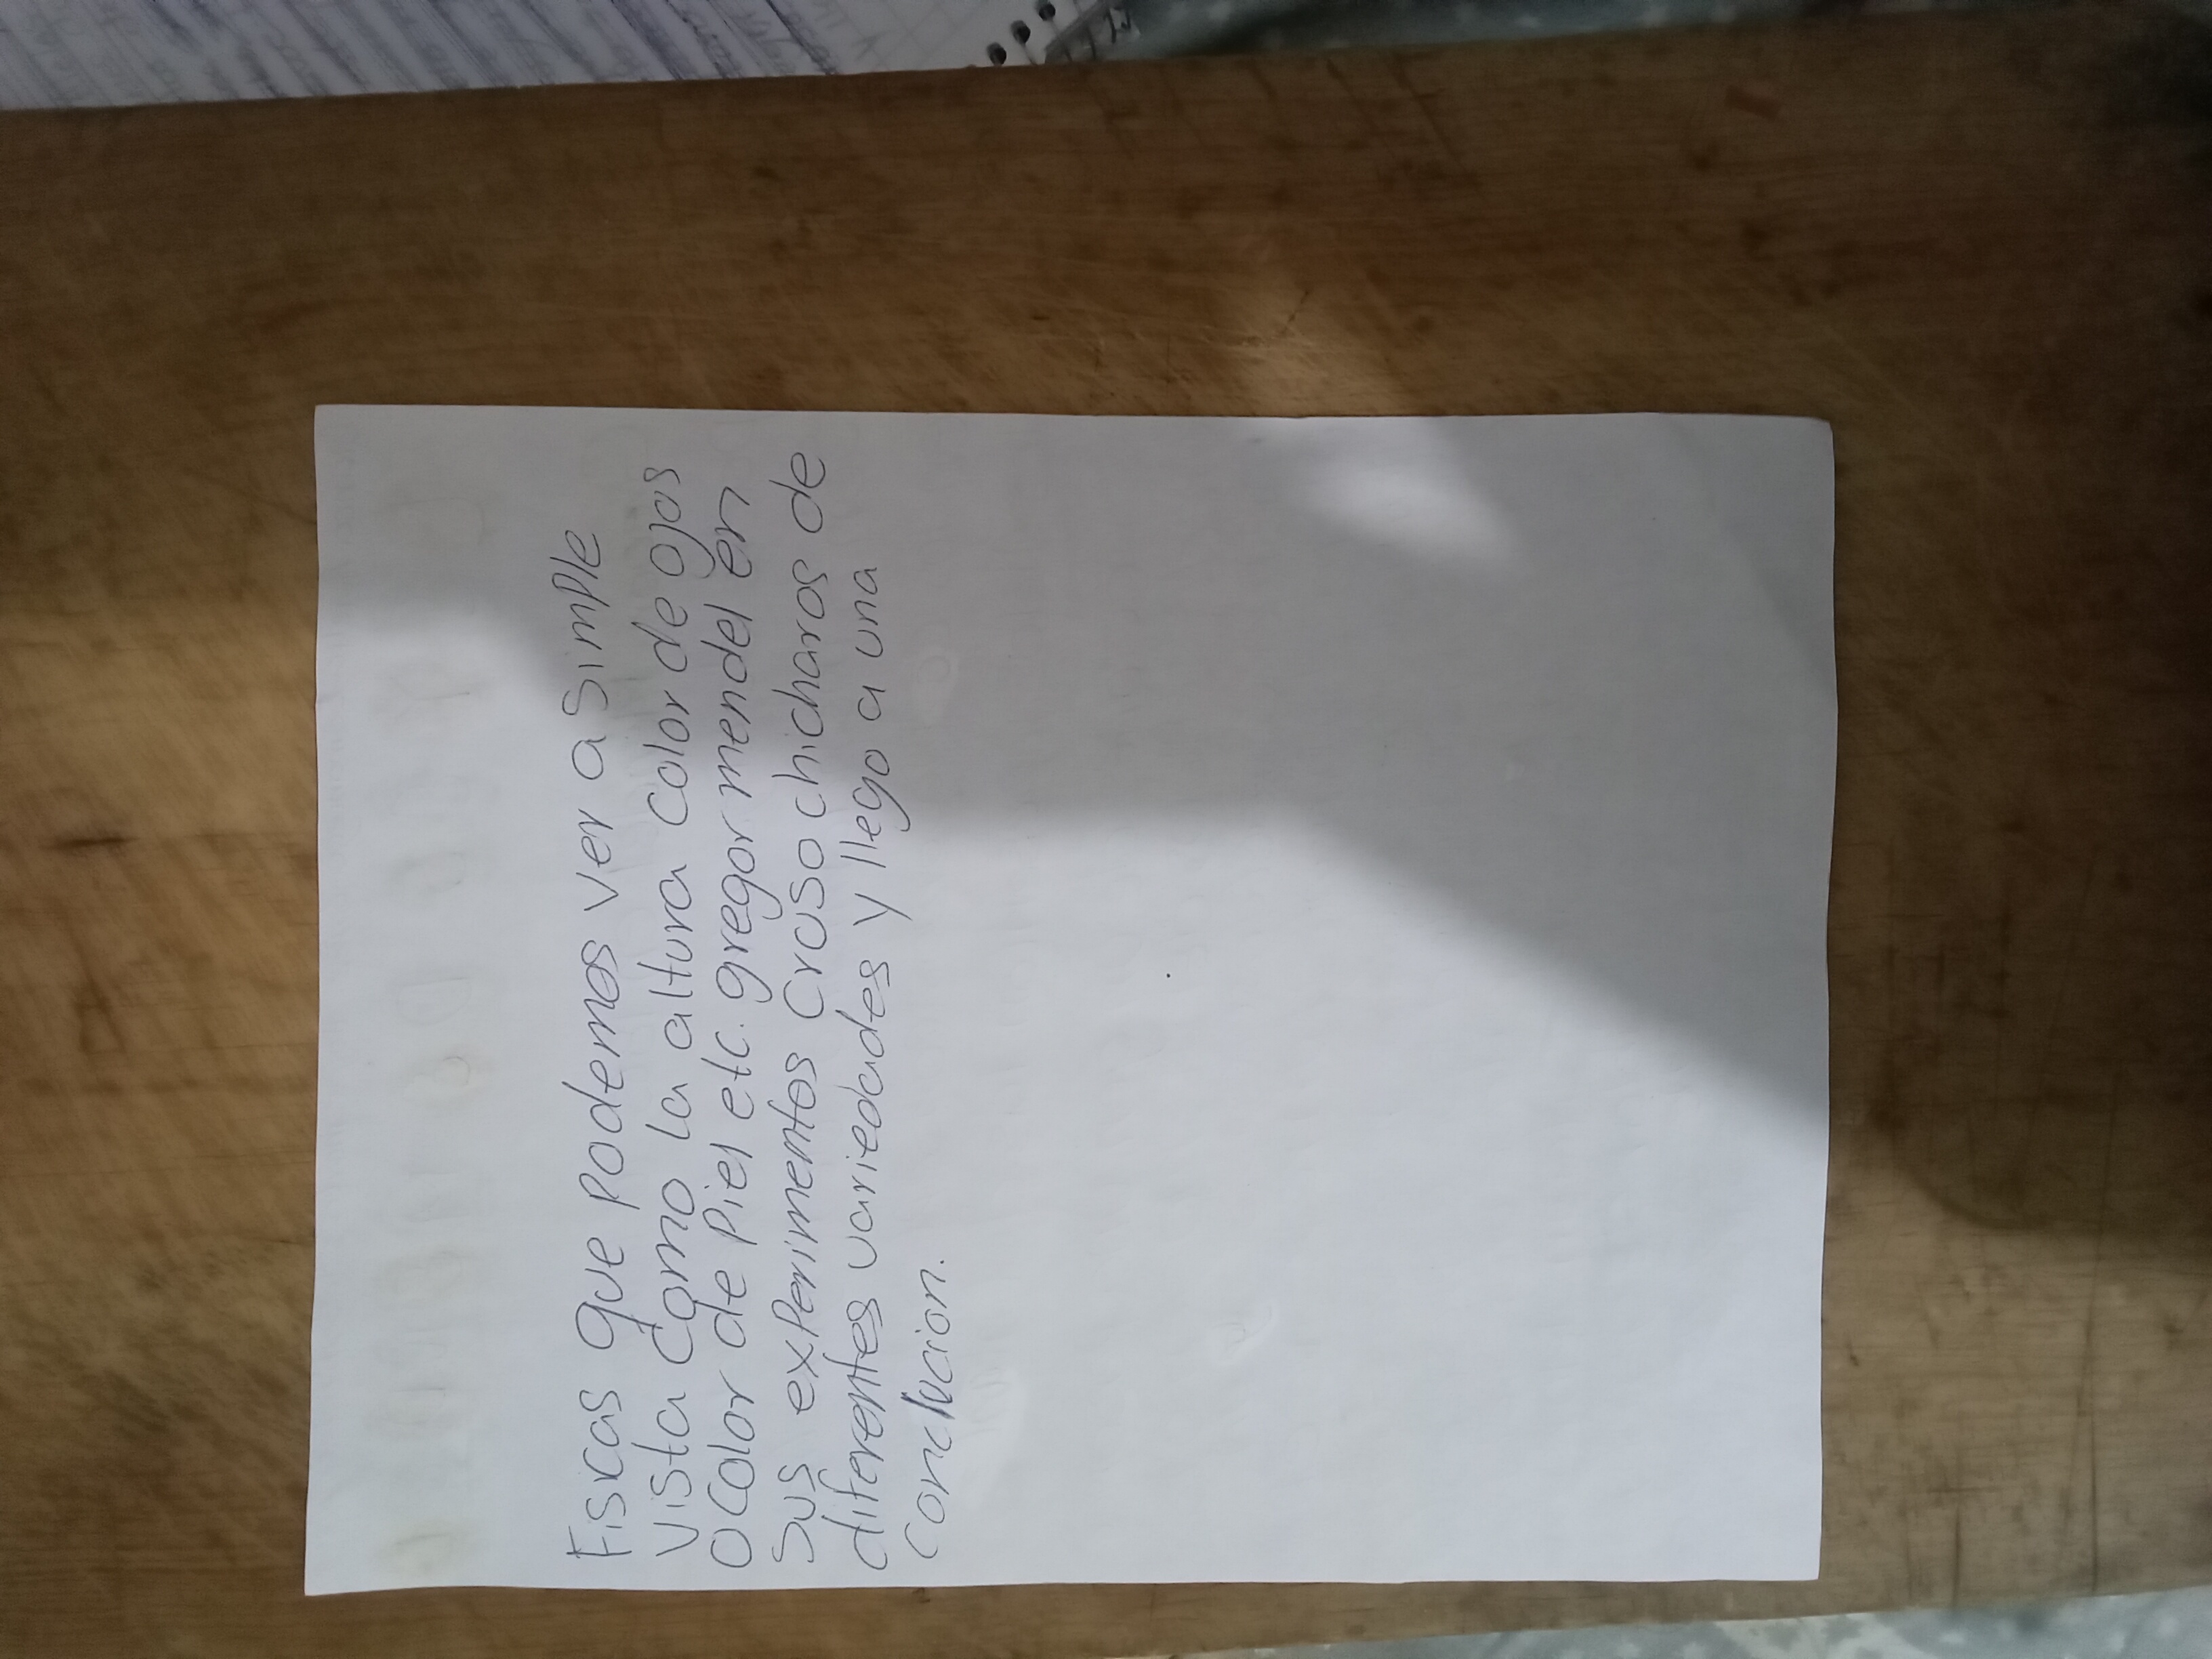 Fisicas que podemos ver a simple
vista como la altura color de ojos
o color de piel etc. gregor mendel en
sus experimentos cruso chicharos de
diferentes variedades y llego a una
conclucion.